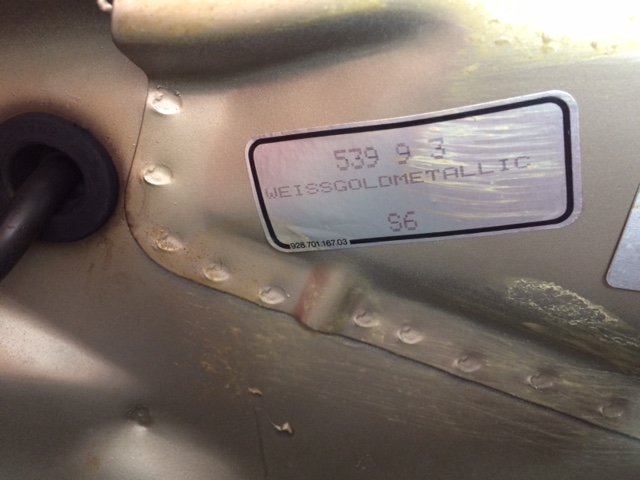 539 9 3
WEISSGOLDMETALLIC
S6
928.701.167.03